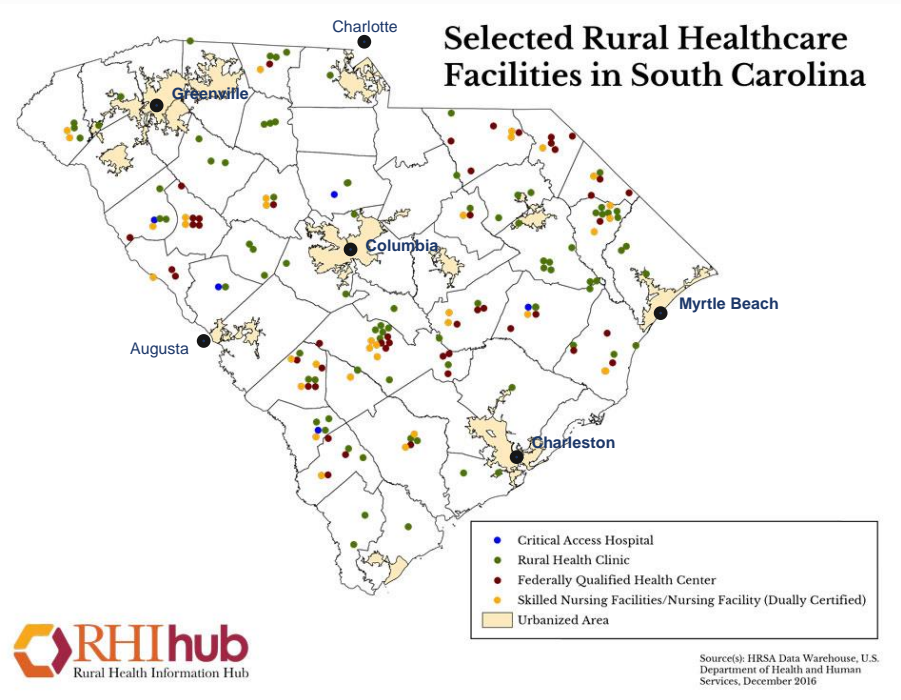 Selected Rural Healthcare
Facilities in South Carolina
Charlotte
Greenville
Columbia
Myrtle Beach
Augusta
Charleston
Critical Access Hospital
Rural Health Clinic
Federally Qualified Health Center
Skilled Nursing Facilities/Nursing Facility (Dually Certified)
Urbanized Area
RHIhub
Rural Health Information Hub
Source(s): HRSA Data Warehouse, U.S.
Department of Health and Human
Services, December 2016